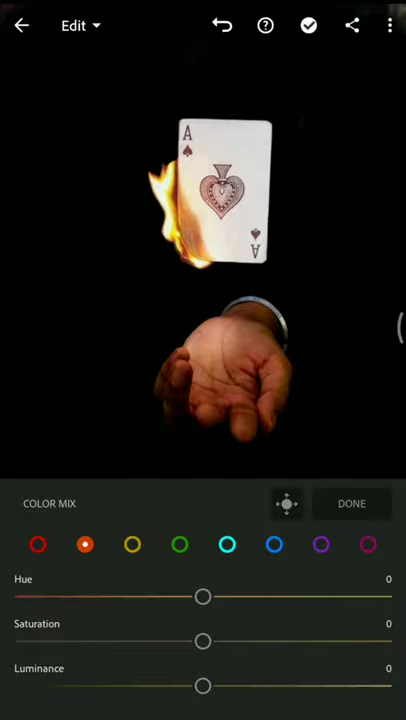 Edit
A
A
COLOR MIX
DONE
Hue 0
Saturation 0
Luminance 0